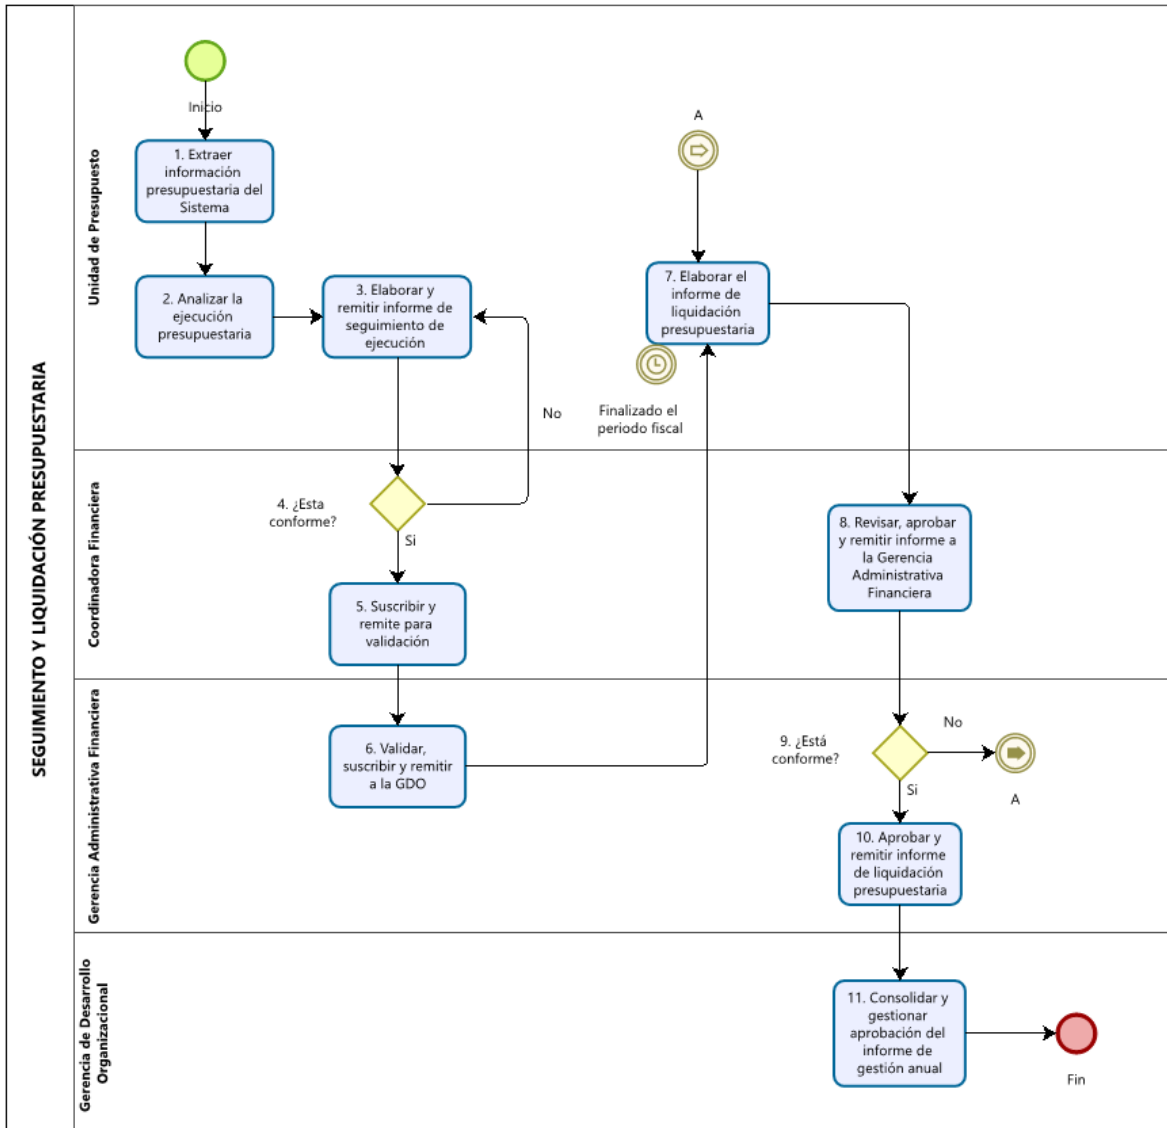 SEGUIMIENTO Y LIQUIDACIÓN PRESUPUESTARIA
Unidad de Presupuesto
Inicio
1. Extraer
información
presupuestaria del
Sistema
2. Analizar la
ejecución
presupuestaria
3. Elaborar y
remitir informe de
seguimiento de
ejecución
No
A
7. Elaborar el
informe de
liquidación
presupuestaria
Finalizado el
periodo fiscal
Coordinadora Financiera
4. ¿Esta
conforme?
Si
5. Suscribir y
remite para
validación
8. Revisar, aprobar
y remitir informe a
la Gerencia
Administrativa
Financiera
Gerencia Administrativa Financiera
6. Validar,
suscribir y remitir
a la GDO
9. ¿Está
conforme?
No
A
Si
10. Aprobar y
remitir informe
de liquidación
presupuestaria
Gerencia de Desarrollo
Organizacional
11. Consolidar y
gestionar
aprobación del
informe de
gestión anual
Fin